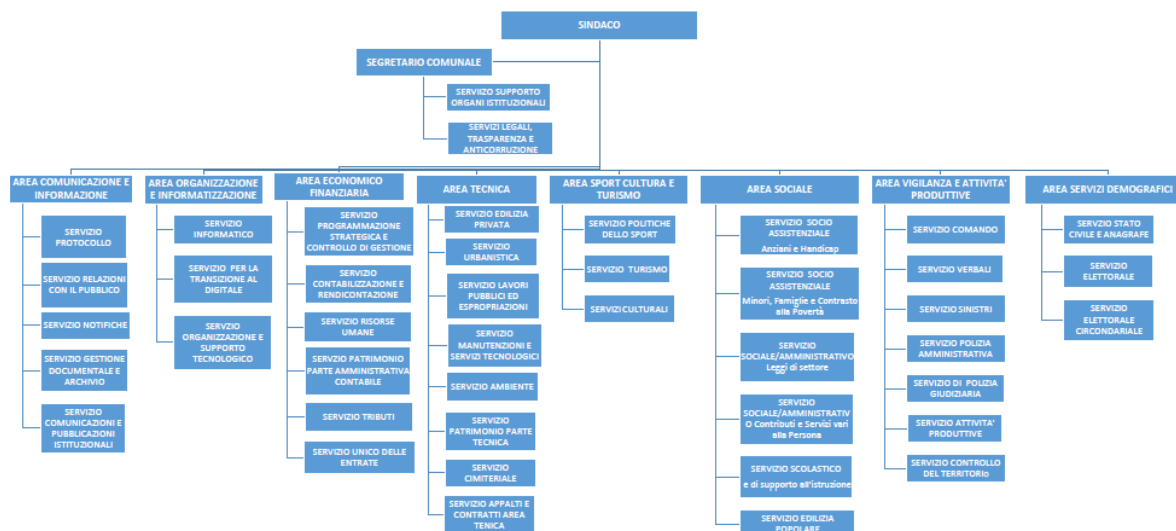 SINDACO
SEGRETARIO COMUNALE
SERVIIZO SUPPORTO
ORGANI ISTITUZIONALI
SERVIZI LEGALI,
TRASPARENZA E
ANTICORRUZIONE
AREA COMUNICAZIONE E
INFORMAZIONE
SERVIZIO
PROTOCOLLO
SERVIZIO RELAZIONI
CON IL PUBBLICO
SERVIZIO NOTIFICHE
SERVIZIO GESTIONE
DOCUMENTALE E
ARCHIVIO
SERVIZIO
COMUNICAZIONI E
PUBBLICAZIONI
ISTITUZIONALI
AREA ORGANIZZAZIONE
E INFORMATIZZAZIONE
SERVIZIO
INFORMATICO
SERVIZIO PER LA
TRANSIZIONE AL
DIGITALE
SERVZIO
ORGANIZZAZIONE E
SUPPORTO
TECNOLOGICO
AREA ECONOMICO
FINANZIARIA
SERVIZIO
PROGRAMMAZIONE
STRATEGICA E
CONTROLLO DI GESTIONE
SERVIZIO
CONTABILIZZAZIONE E
RENDICONTAZIONE
SERVIZIO RISORSE
UMANE
SERVZIO PATRIMONIO
PARTE AMMINISTRATIVA
CONTABILE
SERVIZIO TRIBUTI
SERVIZIO UNICO DELLE
ENTRATE
AREA TECNICA
SERVIZIO EDILIZIA
PRIVATA
SERVIZIO
URBANISTICA
SERVIZIO LAVORI
PUBBLICI ED
ESPROPRIAZIONI
SERVIZIO
MANUTENZIONI E
SERVIZI TECNOLOGICI
SERVIZIO AMBIENTE
SERVIZIO
PATRIMONIO PARTE
TECNICA
SERVIZIO
CIMITERIALE
SERVIZIO APPALTI E
CONTRATTI AREA
TENICA
AREA SPORT CULTURA E
TURISMO
SERVIZIO POLITICHE
DELLO SPORT
SERVIZIO TURISMO
SERVIZI CULTURALI
AREA SOCIALE
SERVIZIO SOCIO
ASSISTENZIALE
Anziani e Handicap
SERVIZIO SOCIO
ASSISTENZIALE
Minori, Famiglie e Contrasto
alla Povertà
SERVIZIO
SOCIALE/AMMINISTRATIVO
Leggi di settore
SERVIZIO
SOCIALE/AMMINISTRATIV
O Contributi e Servizi vari
alla Persona
SERVIZIO SCOLASTICO
e di supporto all'istruzione
SERVIZIO EDILIZIA
POPOLARE
AREA VIGILANZA E ATTIVITA'
PRODUTTIVE
SERVIZIO COMANDO
SERVIZIO VERBALI
SERVIZIO SINISTRI
SERVIZIO POLIZIA
AMMINISTRATIVA
SERVIZIO DI POLIZIA
GIUDIZIARIA
SERVIZIO ATTIVITA'
PRODUTTIVE
SERVIZIO CONTROLLO
DEL TERRITORIo
AREA SERVIZI DEMOGRAFICI
SERVZIO STATO
CIVILE E ANAGRAFE
SERVIZIO
ELETTORALE
SERVIZIO
ELETTORALE
CIRCONDARIALE